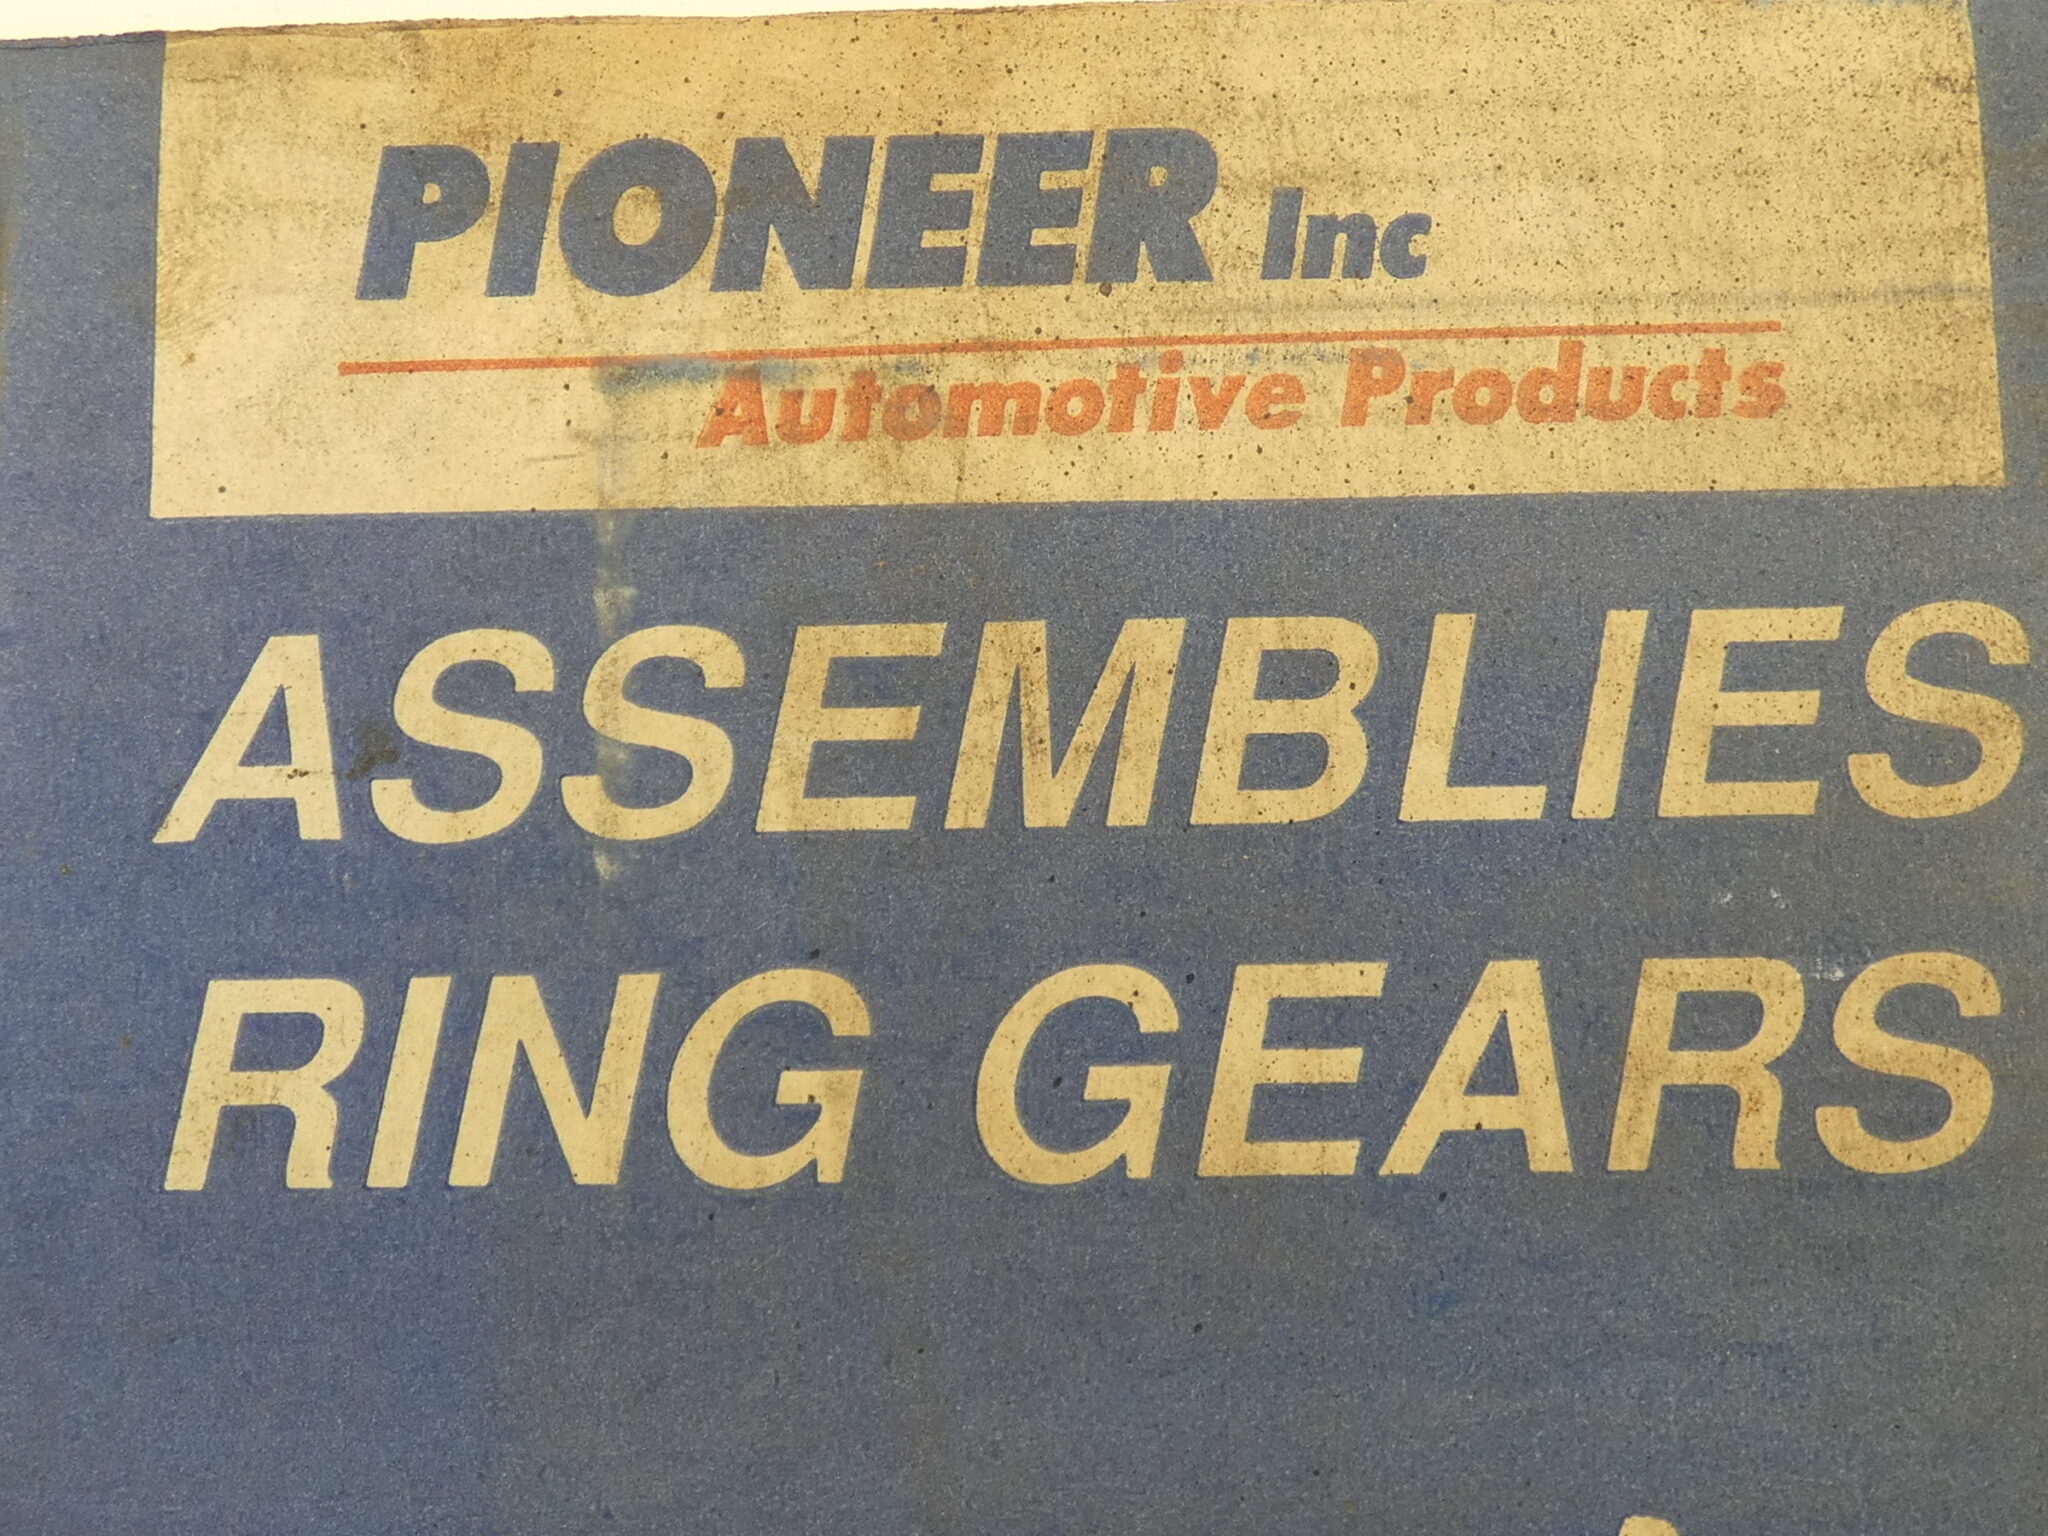 PIONEER Inc
Automotive Products
ASSEMBLIES
RING GEARS